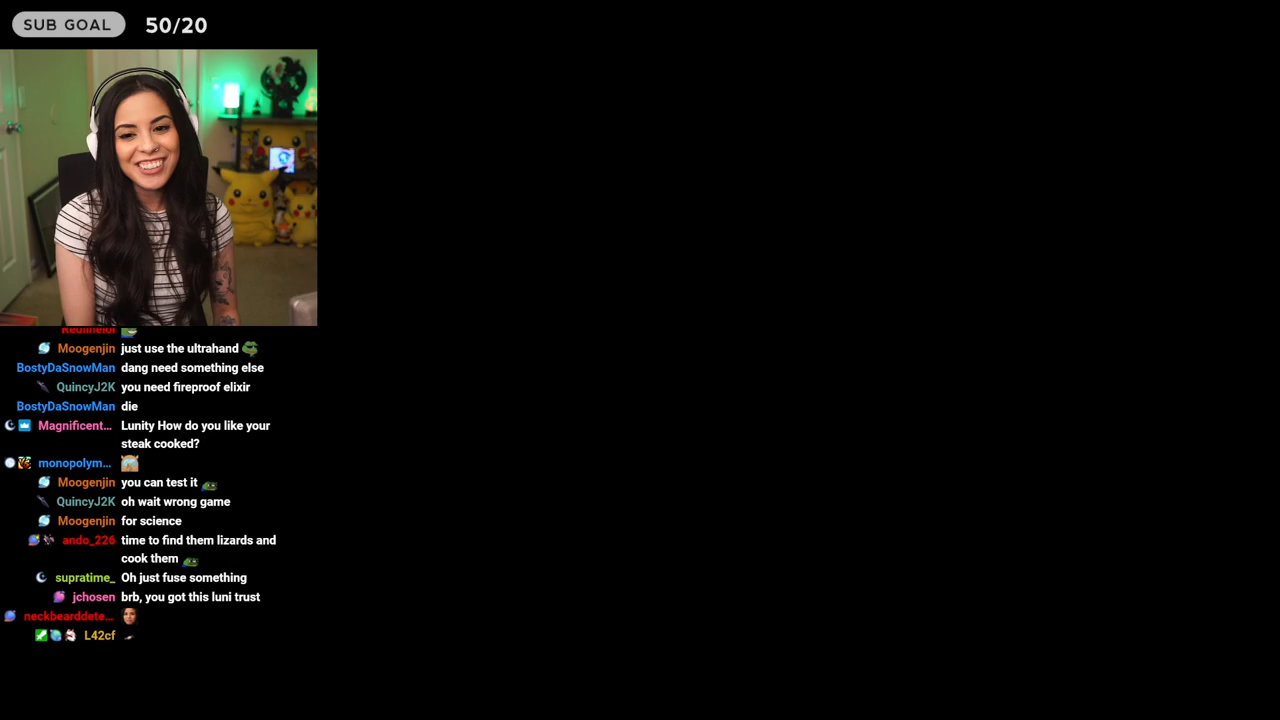 SUB GOAL 50/20
Redlinelol
Moogenjin just use the ultrahand
BostyDaSnowMan dang need something else
QuincyJ2K you need fireproof elixir
BostyDaSnowMan die
Magnificent... Lunity How do you like your
steak cooked?
monopolym...
Moogenjin you can test it
QuincyJ2K oh wait wrong game
Moogenjin for science
ando_226 time to find them lizards and
cook them
supratime_ Oh just fuse something
jchosen brb, you got this luni trust
neckbearddete...
L42cf